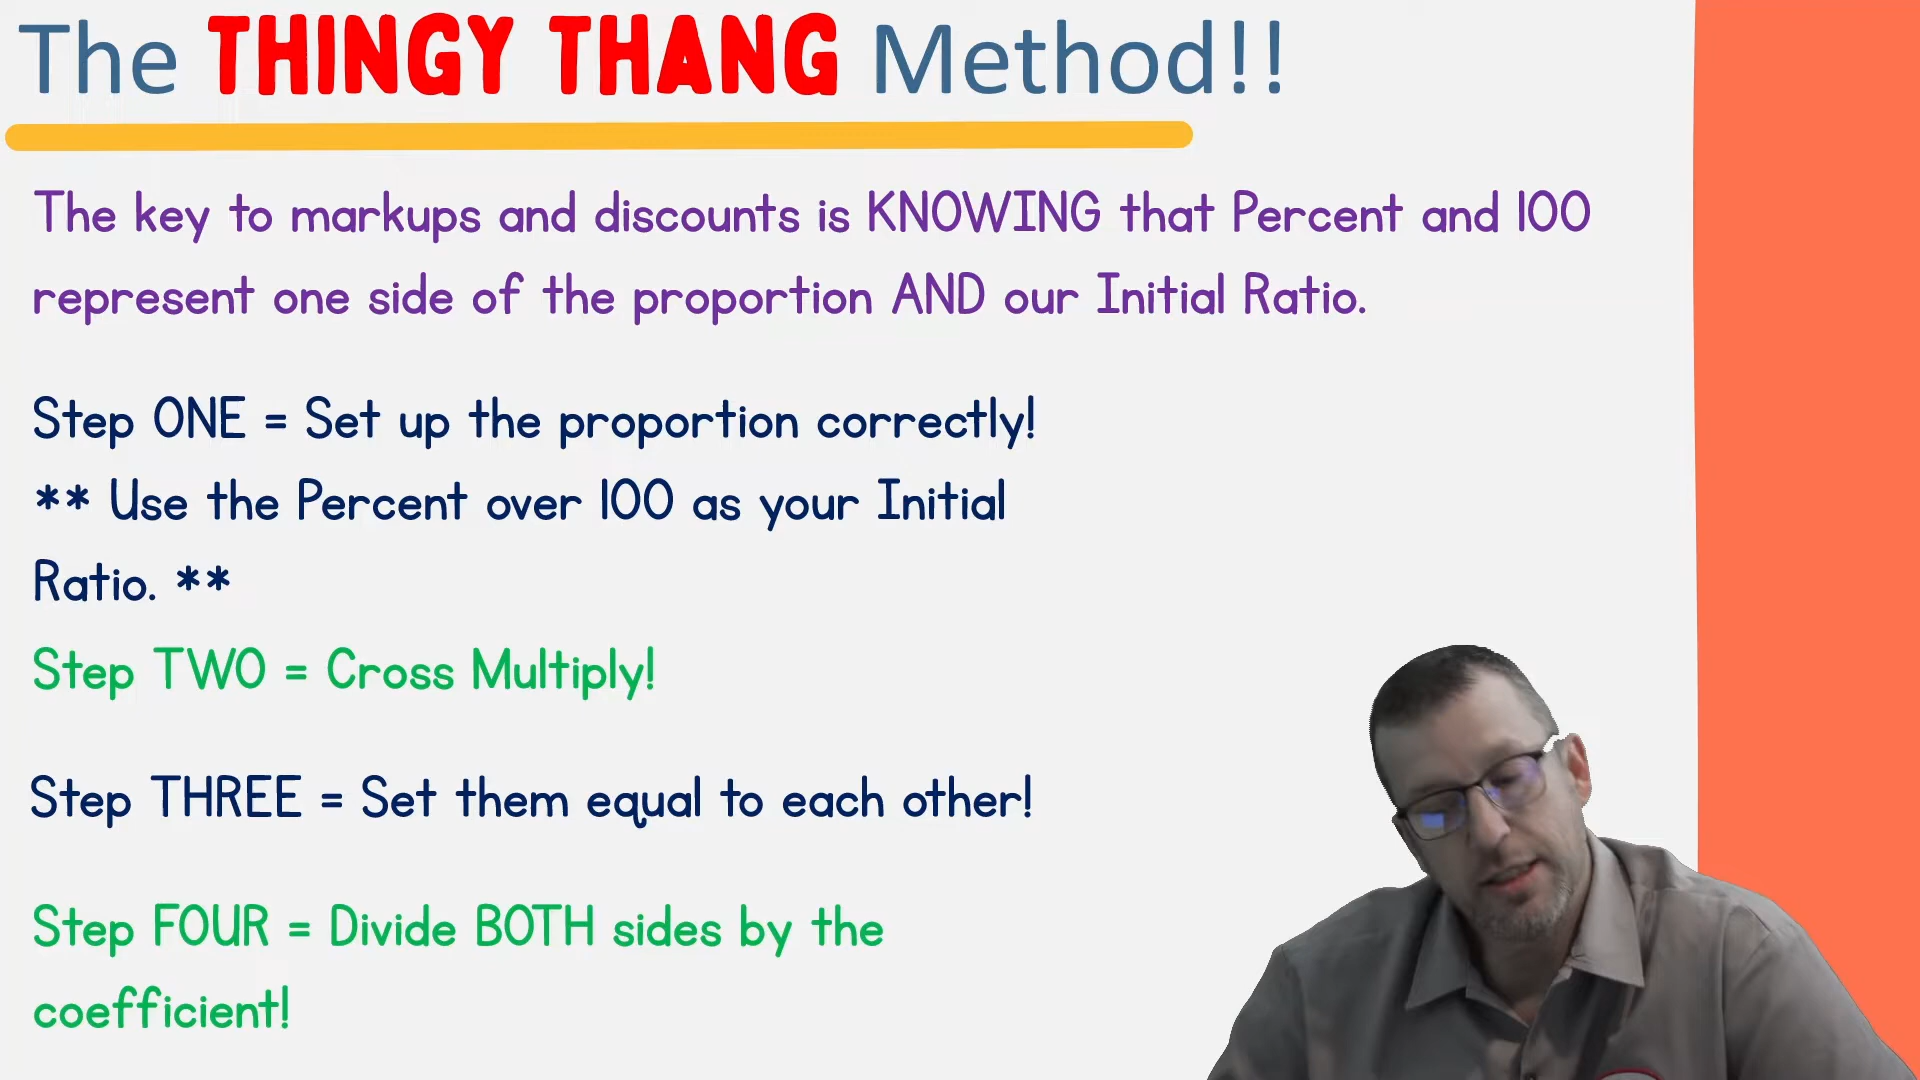 The THINGY THANG Method!!
The key to markups and discounts is KNOWING that Percent and 100
represent one side of the proportion AND our Initial Ratio.
Step ONE = Set up the proportion correctly!
** Use the Percent over 100 as your Initial
Ratio. **
Step TWO = Cross Multiply!
Step THREE = Set them equal to each other!
Step FOUR = Divide BOTH sides by the
coefficient!